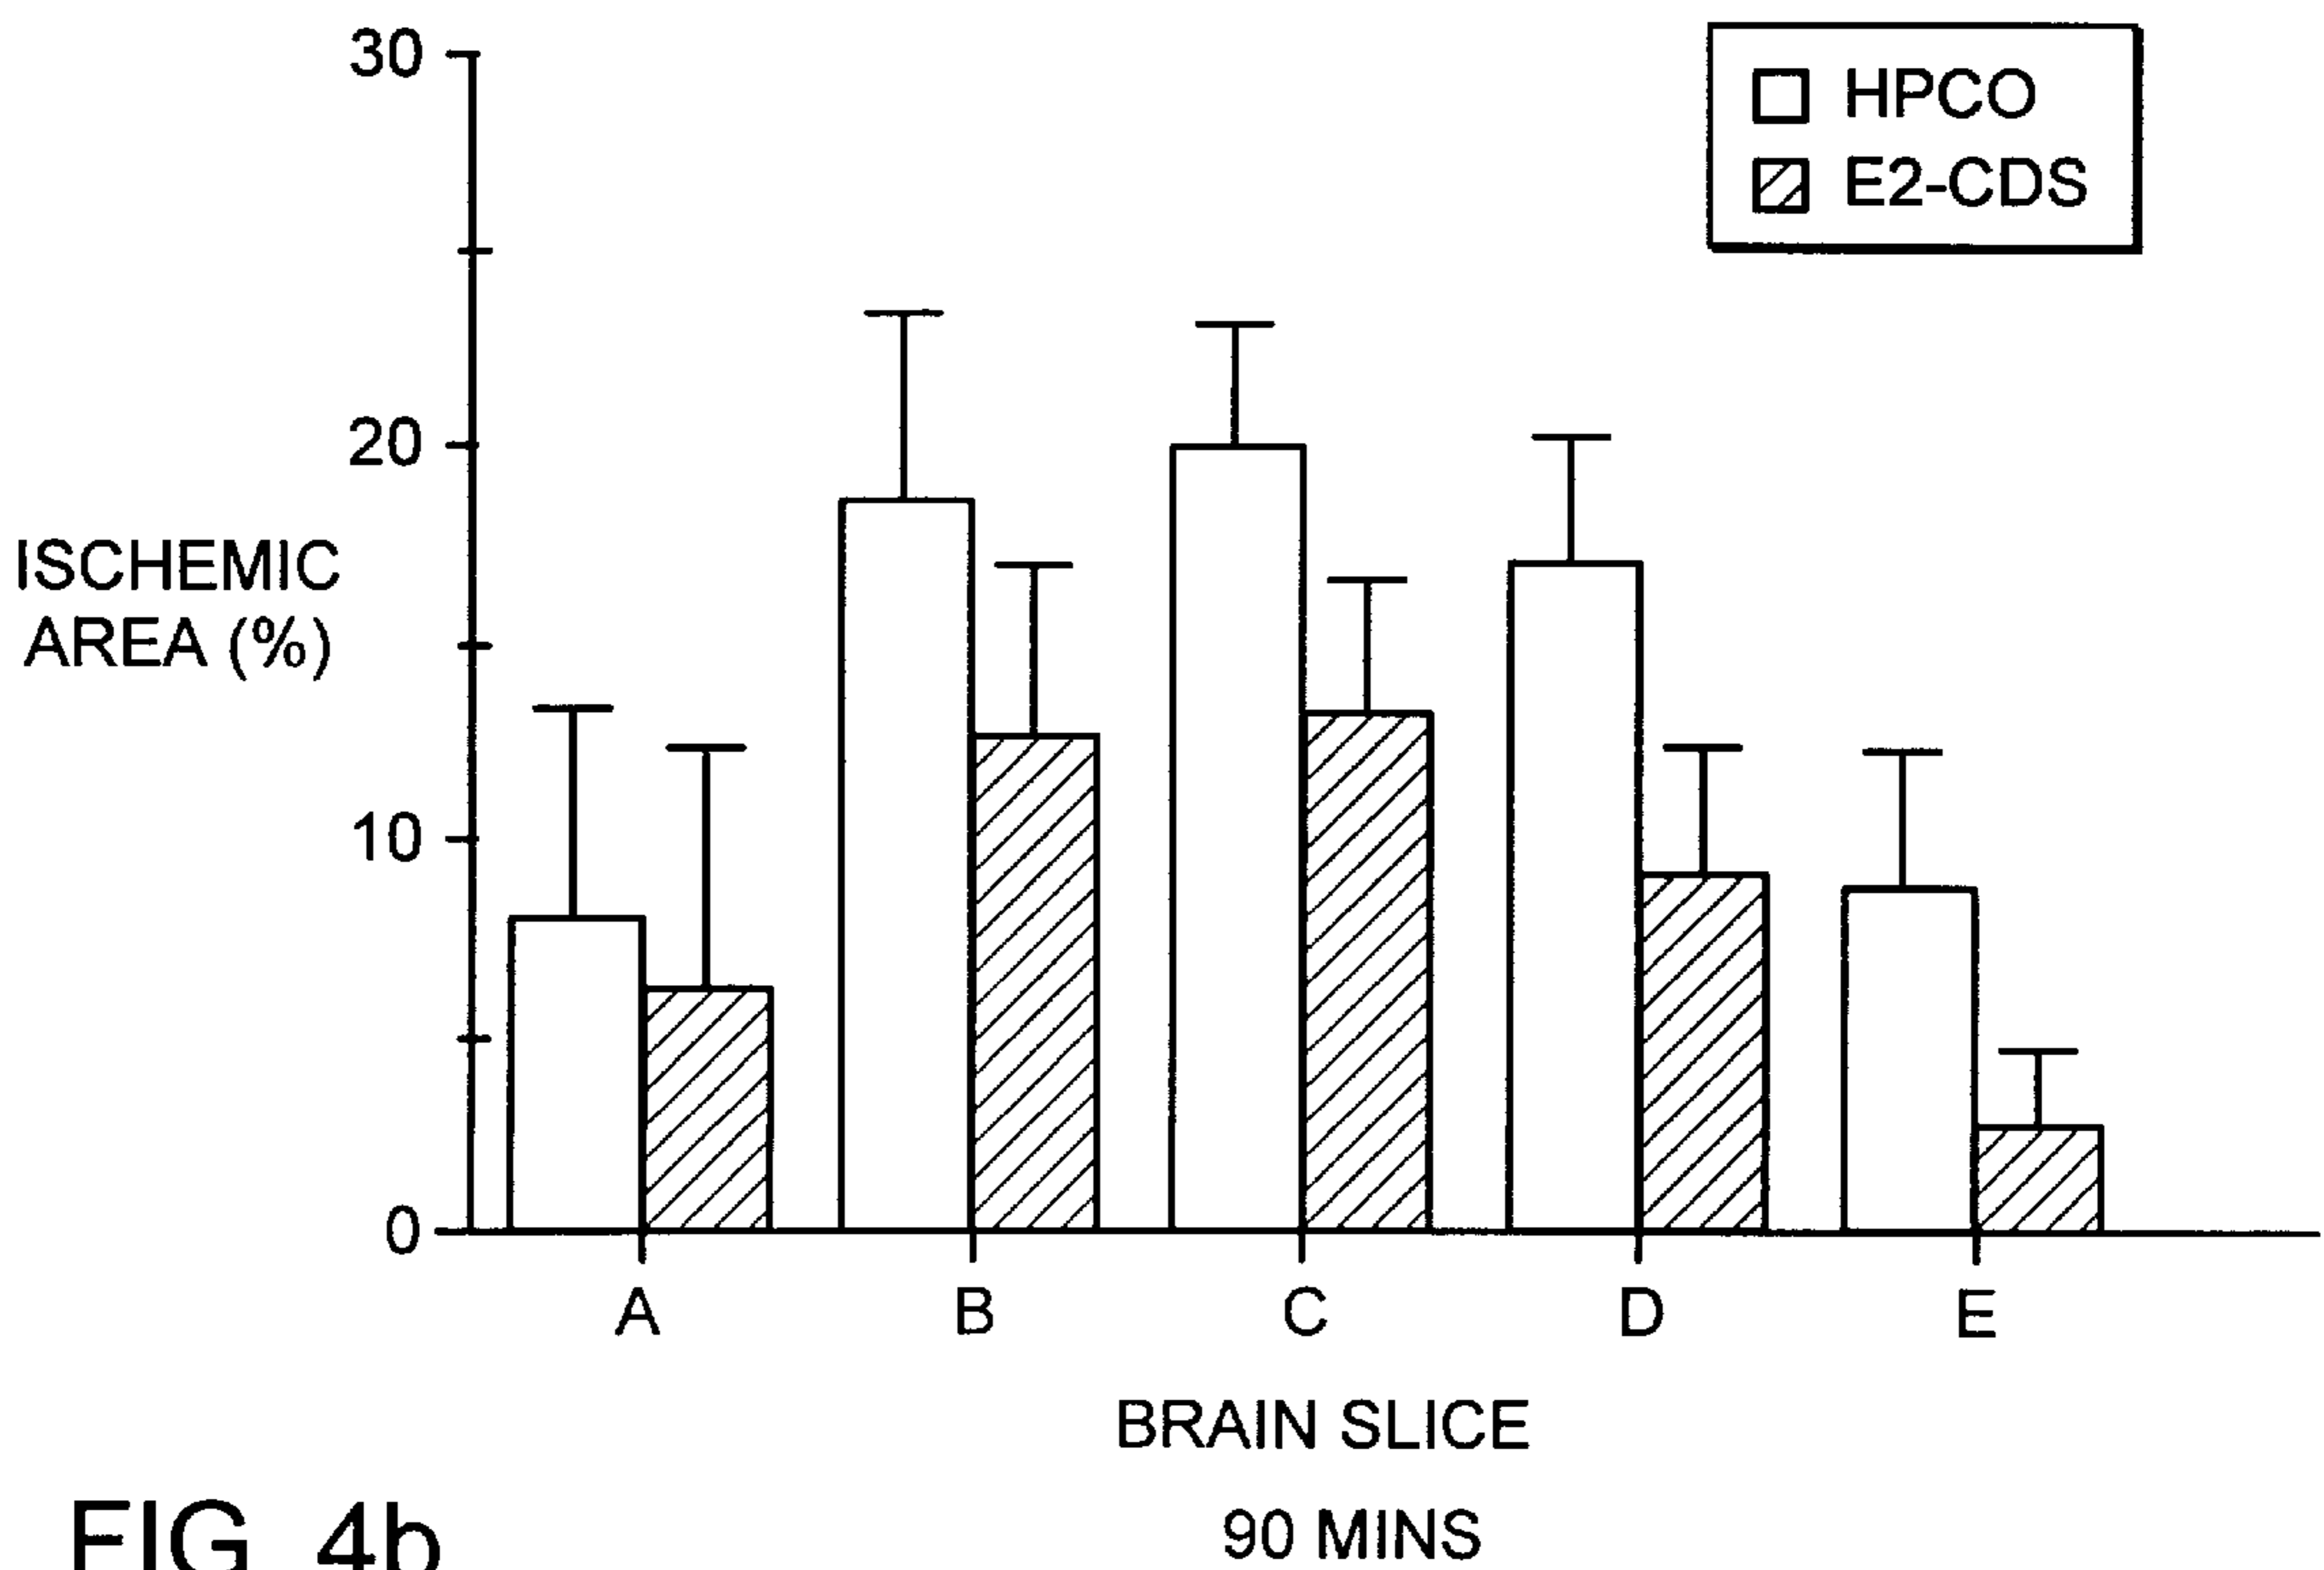 30
HPCO
E2-CDS
20
ISCHEMIC
AREA (%)
10
0
A B C D E
BRAIN SLICE
90 MINS
FIG. 4b